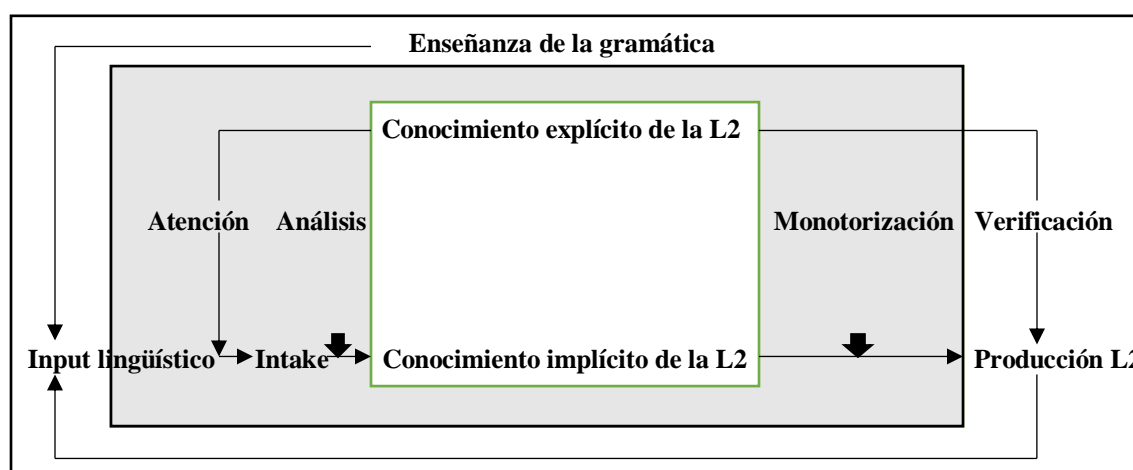 Enseñanza de la gramática
Conocimiento explícito de la L2
Atención Análisis Monotorización Verificación
Input lingüístico Intake Conocimiento implícito de la L2 Producción L2